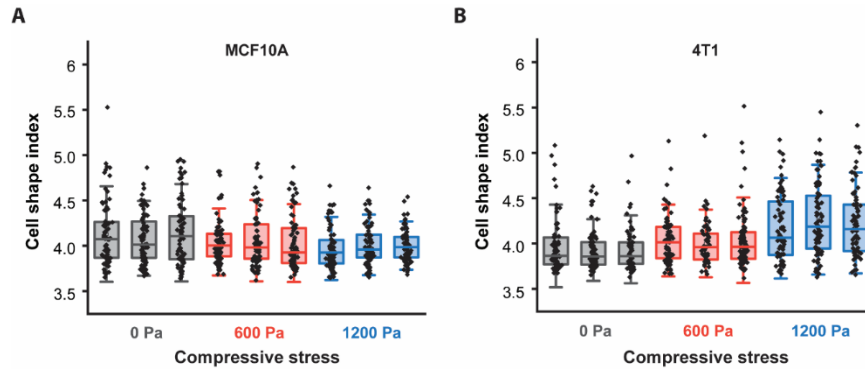 A
MCF10A
Cell shape index
6
5.5
5.0
4.5
4.0
3.5
0 Pa 600 Pa 1200 Pa
Compressive stress
B
4T1
Cell shape index
6.0
5.5
5.0
4.5
4.0
3.5
0 Pa 600 Pa 1200 Pa
Compressive stress